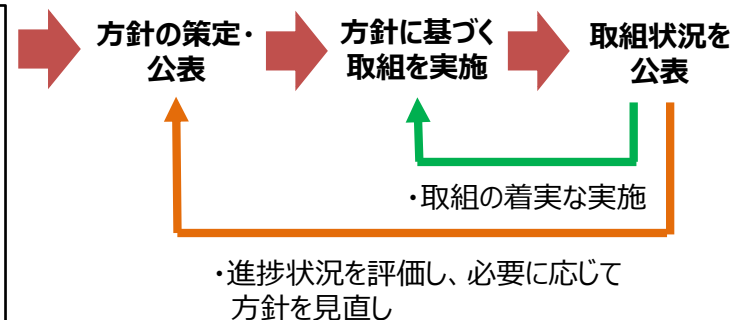 方針の策定・
公表
方針に基づく
取組を実施
取組状況を
公表
・取組の着実な実施
・進捗状況を評価し、必要に応じて
方針を見直し